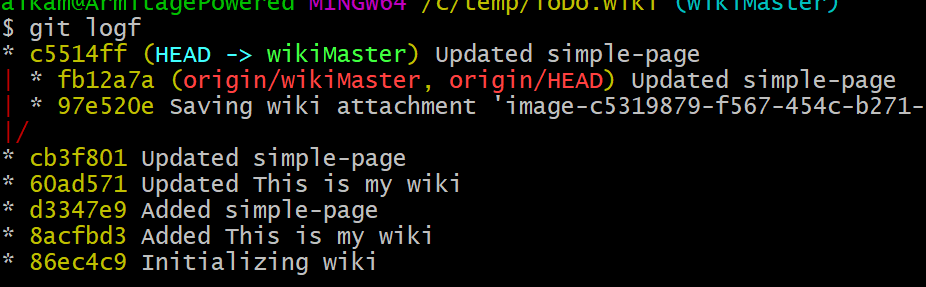 aikam@ArmitagePowered MINGW64 /c/temp/ToDo.wiki (wikiMaster)
$ git logf
* c5514ff (HEAD -> wikiMaster) Updated simple-page
| * fb12a7a (origin/wikiMaster, origin/HEAD) Updated simple-page
| * 97e520e Saving wiki attachment 'image-c5319879-f567-454c-b271-
|/
* cb3f801 Updated simple-page
* 60ad571 Updated This is my wiki
* d3347e9 Added simple-page
* 8acfbd3 Added This is my wiki
* 86ec4c9 Initializing wiki